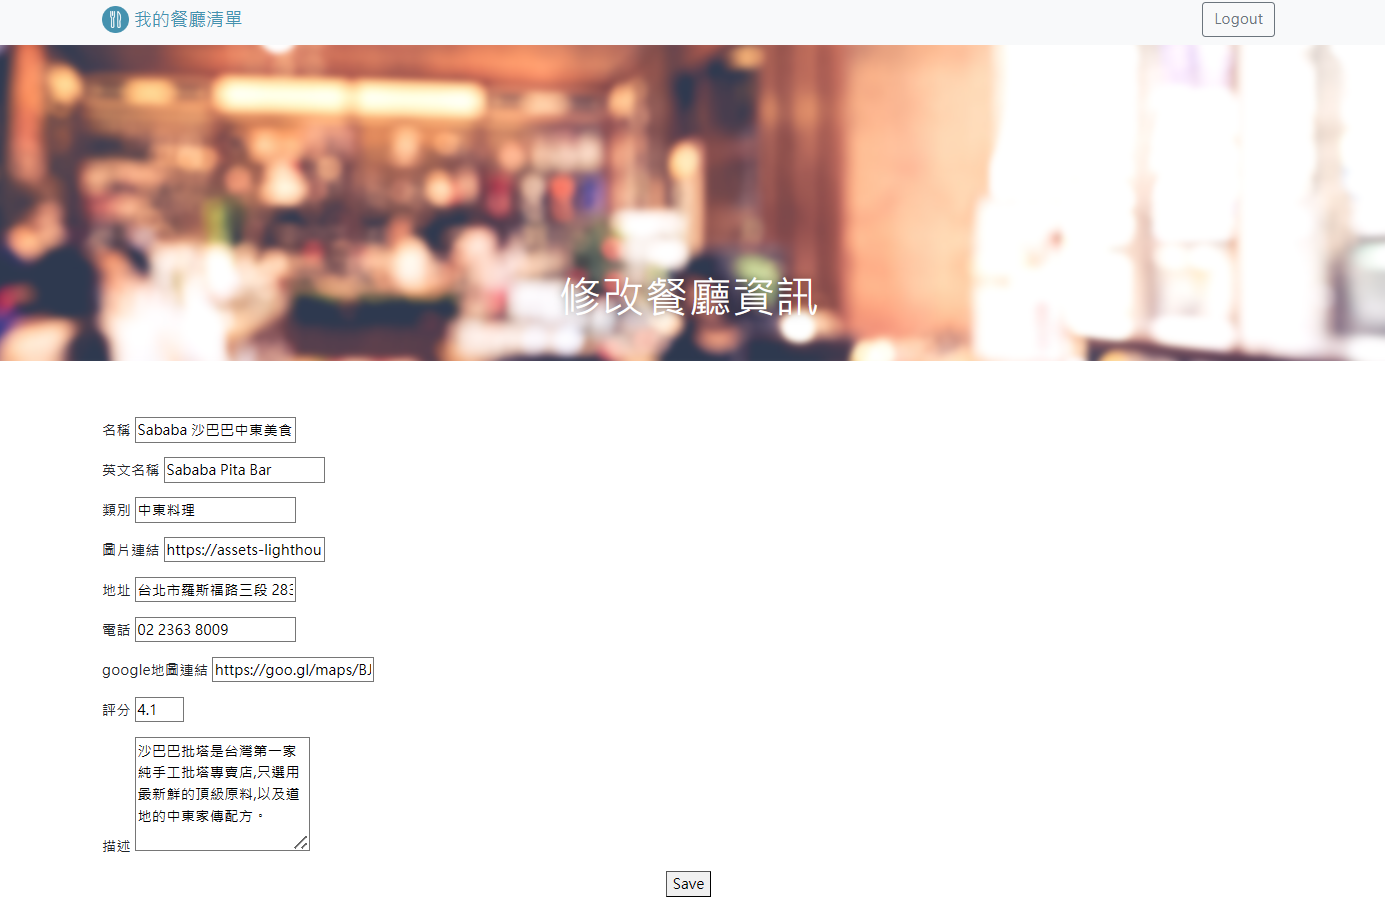 我的餐廳清單
Logout
修改餐廳資訊
名稱 Sababa 沙巴巴中東美食
英文名稱 Sababa Pita Bar
類別 中東料理
圖片連結 https://assets-lighthou
地址 台北市羅斯福路三段 283
電話 02 2363 8009
google地圖連結 https://goo.gl/maps/BJ
評分 4.1
沙巴巴批塔是台灣第一家
純手工批塔專賣店,只選用
最新鮮的頂級原料,以及道
地的中東家傳配方。
描述
Save